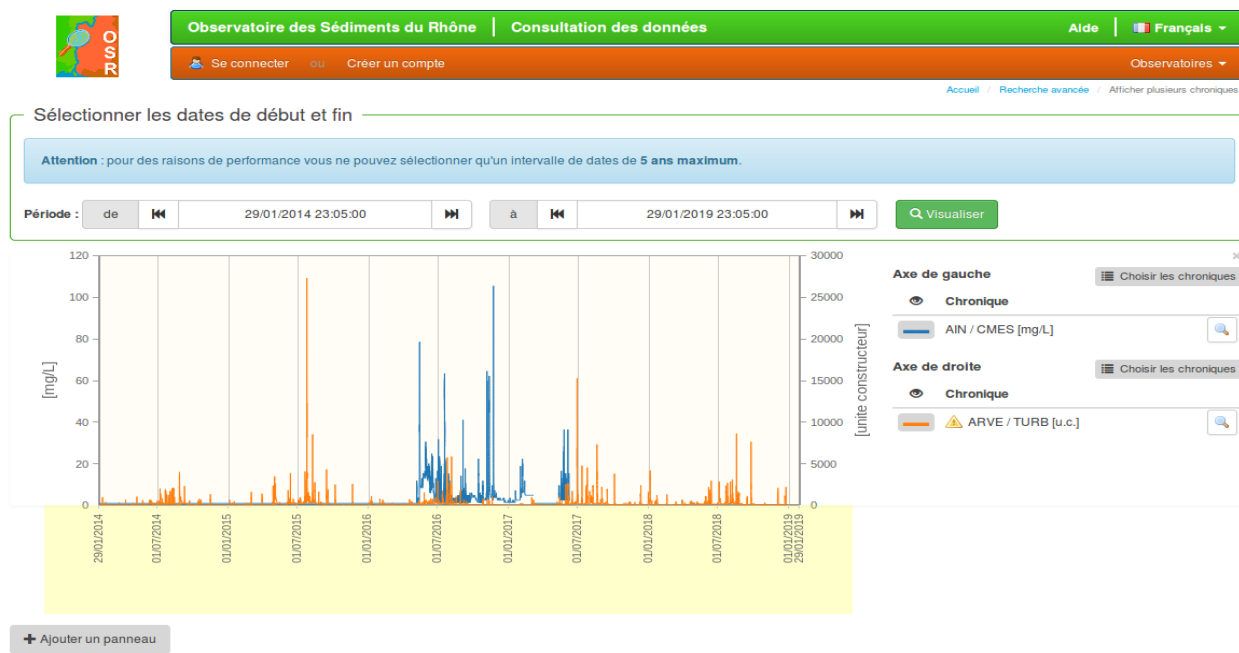 OSR
Observatoire des Sédiments du Rhône | Consultation des données
Aide | Français
Se connecter ou Créer un compte
Observatoires
Accueil / Recherche avancée / Afficher plusieurs chroniques
Sélectionner les dates de début et fin
Attention : pour des raisons de performance vous ne pouvez sélectionner qu'un intervalle de dates de 5 ans maximum.
Période : de 29/01/2014 23:05:00 à 29/01/2019 23:05:00 Visualiser
120
100
80
60
40
20
0
[mg/L]
30000
25000
20000
15000
10000
5000
0
[unite constructeur]
29/01/2014
01/07/2014
01/01/2015
01/07/2015
01/01/2016
01/07/2016
01/01/2017
01/07/2017
01/01/2018
01/07/2018
01/01/2019
29/01/2019
Axe de gauche
Choisir les chroniques
Chronique
AIN / CMES [mg/L]
Axe de droite
Choisir les chroniques
Chronique
ARVE / TURB [u.c.]
Ajouter un panneau